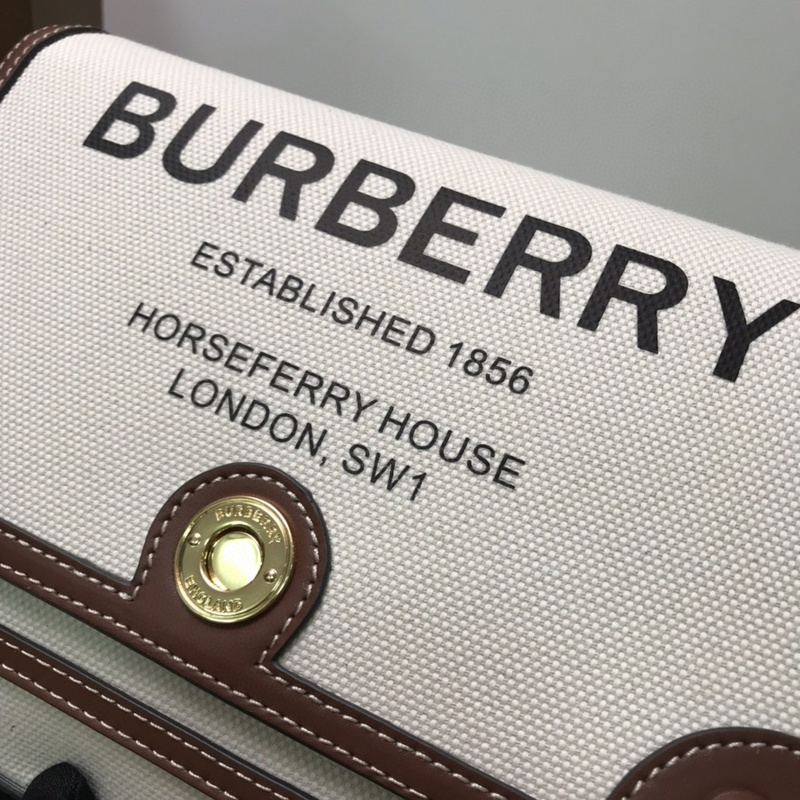 BURBERRY
ESTABLISHED 1856
HORSEFERRY HOUSE
LONDON, SW1
BURBERRY
ENGLAND